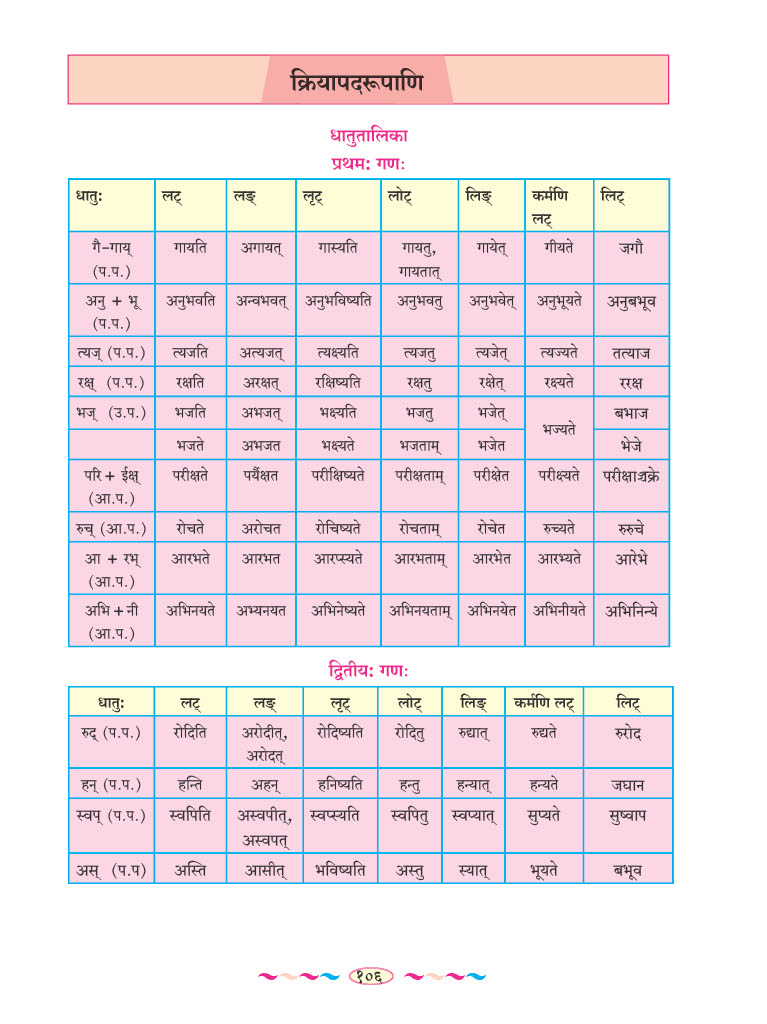 क्रियापदरूपाणि
धातुतालिका
प्रथम: गण:
धातु: लट् लङ् लृट् लोट् लिङ् कर्मणि लिट्
लट्
गै-गाय् गायति अगायत् गास्यति गायतु, गायेत् गीयते जगौ
(प.प.) गायतात्
अनु + भू अनुभवति अन्वभवत् अनुभविष्यति अनुभवतु अनुभवेत् अनुभूयते अनुबभूव
(प.प.)
त्यज् (प.प.) त्यजति अत्यजत् त्यक्ष्यति त्यजतु त्यजेत् त्यज्यते तत्याज
रक्ष् (प.प.) रक्षति अरक्षत् रक्षिष्यति रक्षतु रक्षेत् रक्ष्यते ररक्ष
भज् (उ.प.) भजति अभजत् भक्ष्यति भजतु भजेत् भज्यते बभाज
भजते अभजत भक्ष्यते भजताम् भजेत भेजे
परि + ईक्ष् परीक्षते पर्यैक्षत परीक्षिष्यते परीक्षताम् परीक्षेत परीक्ष्यते परीक्षाञ्चक्रे
(आ.प.)
रुच् (आ.प.) रोचते अरोचत रोचिष्यते रोचताम् रोचेत रुच्यते रुरुचे
आ + रभ् आरभते आरभत आरप्स्यते आरभताम् आरभेत आरभ्यते आरेभे
(आ.प.)
अभि + नी अभिनयते अभ्यनयत अभिनेष्यते अभिनयताम् अभिनयेत अभिनीयते अभिनिन्ये
(आ.प.)
द्वितीय: गण:
धातु: लट् लङ् लृट् लोट् लिङ् कर्मणि लट् लिट्
रुद् (प.प.) रोदिति अरोदीत्, रोदिष्यति रोदितु रुद्यात् रुद्यते रुरोद
अरोदत्
हन् (प.प.) हन्ति अहन् हनिष्यति हन्तु हन्यात् हन्यते जघान
स्वप् (प.प.) स्वपिति अस्वपीत्, स्वप्स्यति स्वपितु स्वप्यात् सुप्यते सुष्वाप
अस्वपत्
अस् (प.प) अस्ति आसीत् भविष्यति अस्तु स्यात् भूयते बभूव
१०६